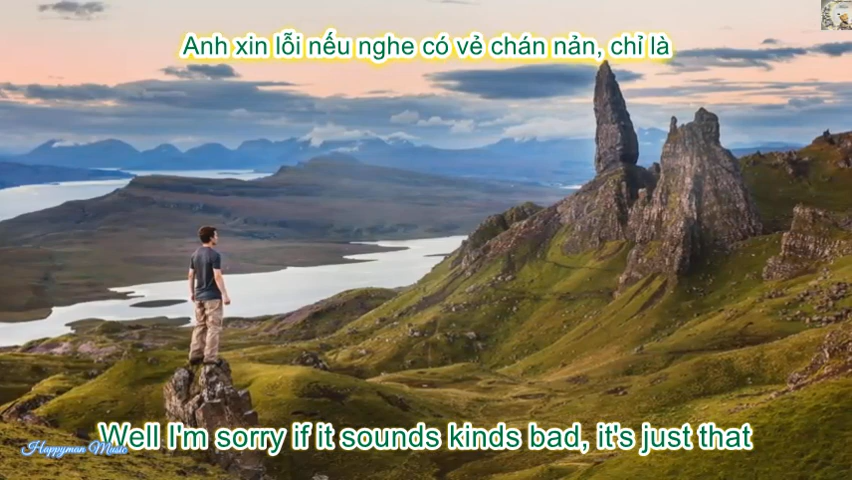 Anh xin lỗi nếu nghe có vẻ chán nản, chỉ là
Well I'm sorry if it sounds kinds bad, it's just that
Happyman Music